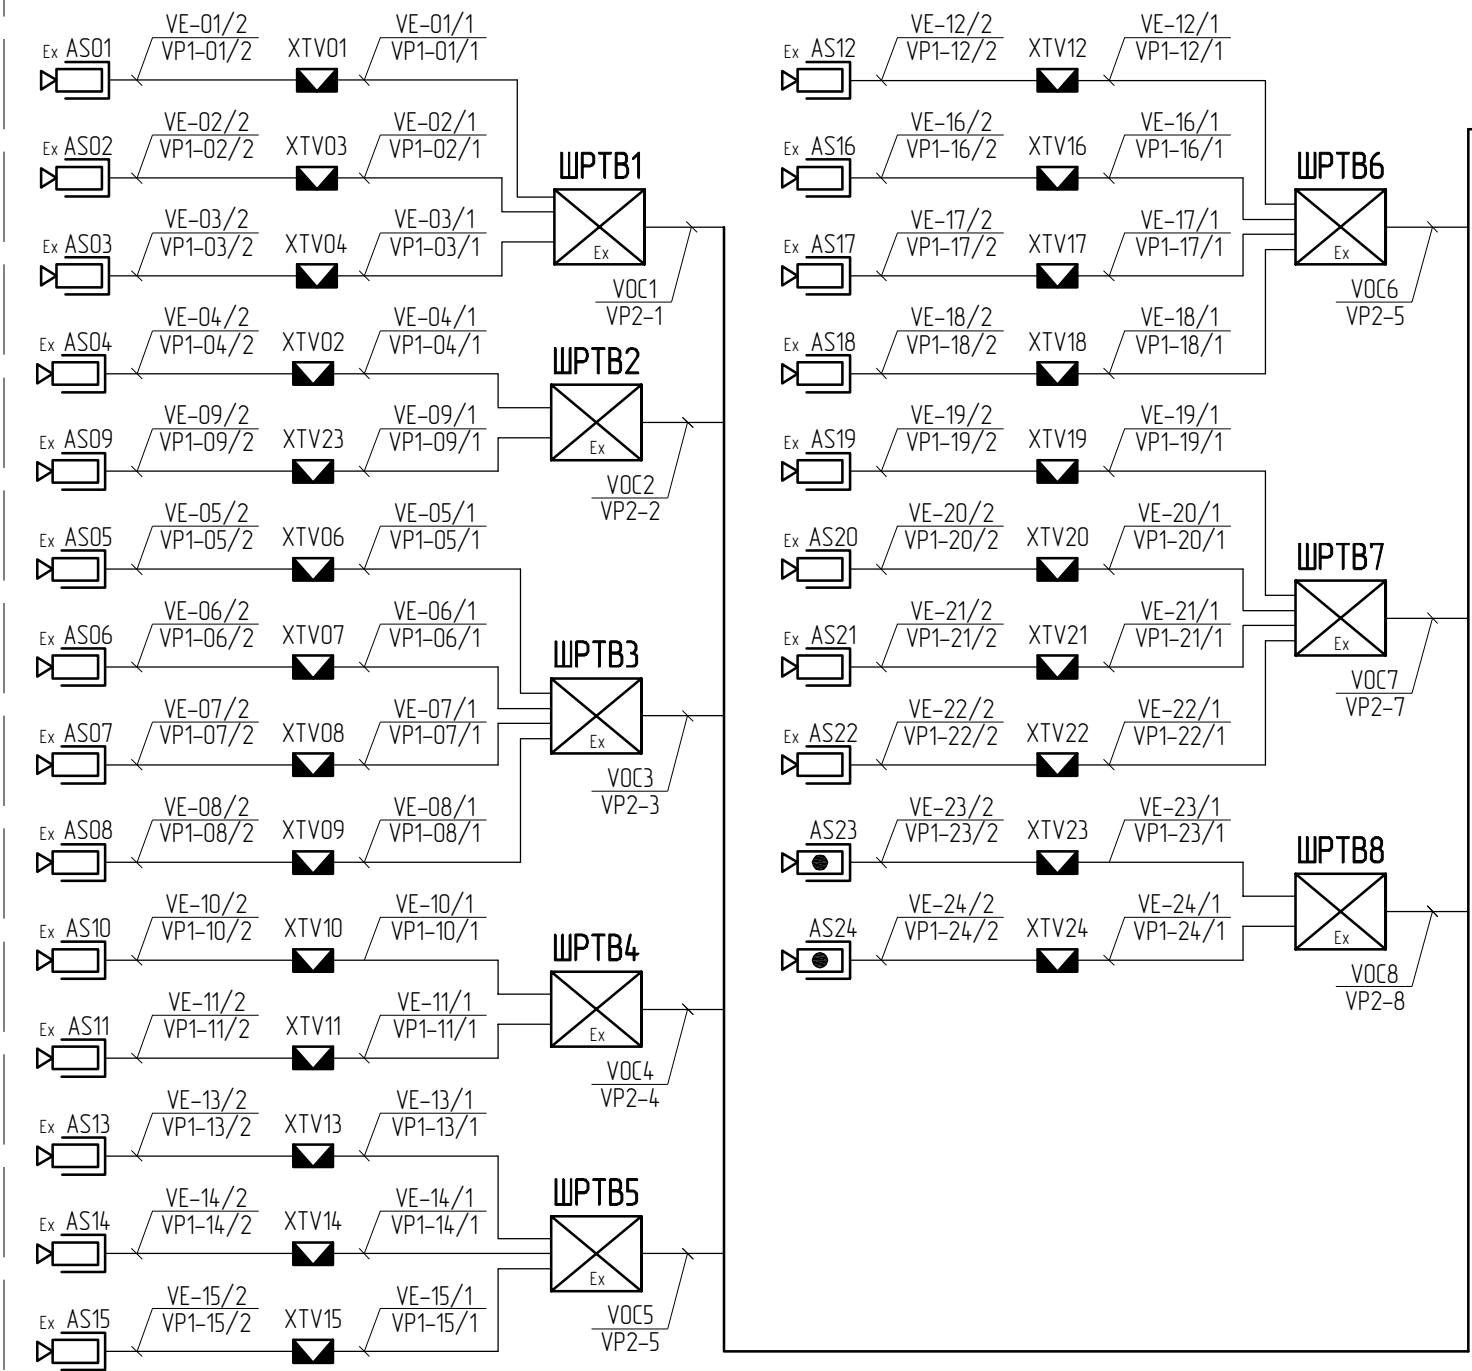 VE-01/2 VE-01/1
Ex AS01 VP1-01/2 XTV01 VP1-01/1
VE-02/2 VE-02/1
Ex AS02 VP1-02/2 XTV03 VP1-02/1
ШРТВ1
Ex
VE-03/2 VE-03/1
Ex AS03 VP1-03/2 XTV04 VP1-03/1
VOC1
VP2-1
VE-04/2 VE-04/1
Ex AS04 VP1-04/2 XTV02 VP1-04/1
ШРТВ2
Ex
VE-09/2 VE-09/1
Ex AS09 VP1-09/2 XTV23 VP1-09/1
VOC2
VP2-2
VE-05/2 VE-05/1
Ex AS05 VP1-05/2 XTV06 VP1-05/1
VE-06/2 VE-06/1
Ex AS06 VP1-06/2 XTV07 VP1-06/1
ШРТВ3
Ex
VE-07/2 VE-07/1
Ex AS07 VP1-07/2 XTV08 VP1-07/1
VOC3
VP2-3
VE-08/2 VE-08/1
Ex AS08 VP1-08/2 XTV09 VP1-08/1
VE-10/2 VE-10/1
Ex AS10 VP1-10/2 XTV10 VP1-10/1
ШРТВ4
Ex
VE-11/2 VE-11/1
Ex AS11 VP1-11/2 XTV11 VP1-11/1
VOC4
VP2-4
VE-13/2 VE-13/1
Ex AS13 VP1-13/2 XTV13 VP1-13/1
ШРТВ5
Ex
VE-14/2 VE-14/1
Ex AS14 VP1-14/2 XTV14 VP1-14/1
VE-15/2 VE-15/1
Ex AS15 VP1-15/2 XTV15 VP1-15/1
VOC5
VP2-5
VE-12/2 VE-12/1
Ex AS12 VP1-12/2 XTV12 VP1-12/1
VE-16/2 VE-16/1
Ex AS16 VP1-16/2 XTV16 VP1-16/1
ШРТВ6
Ex
VE-17/2 VE-17/1
Ex AS17 VP1-17/2 XTV17 VP1-17/1
VOC6
VP2-5
VE-18/2 VE-18/1
Ex AS18 VP1-18/2 XTV18 VP1-18/1
VE-19/2 VE-19/1
Ex AS19 VP1-19/2 XTV19 VP1-19/1
VE-20/2 VE-20/1
Ex AS20 VP1-20/2 XTV20 VP1-20/1
ШРТВ7
Ex
VE-21/2 VE-21/1
Ex AS21 VP1-21/2 XTV21 VP1-21/1
VOC7
VP2-7
VE-22/2 VE-22/1
Ex AS22 VP1-22/2 XTV22 VP1-22/1
VE-23/2 VE-23/1
AS23 VP1-23/2 XTV23 VP1-23/1
ШРТВ8
Ex
VE-24/2 VE-24/1
AS24 VP1-24/2 XTV24 VP1-24/1
VOC8
VP2-8